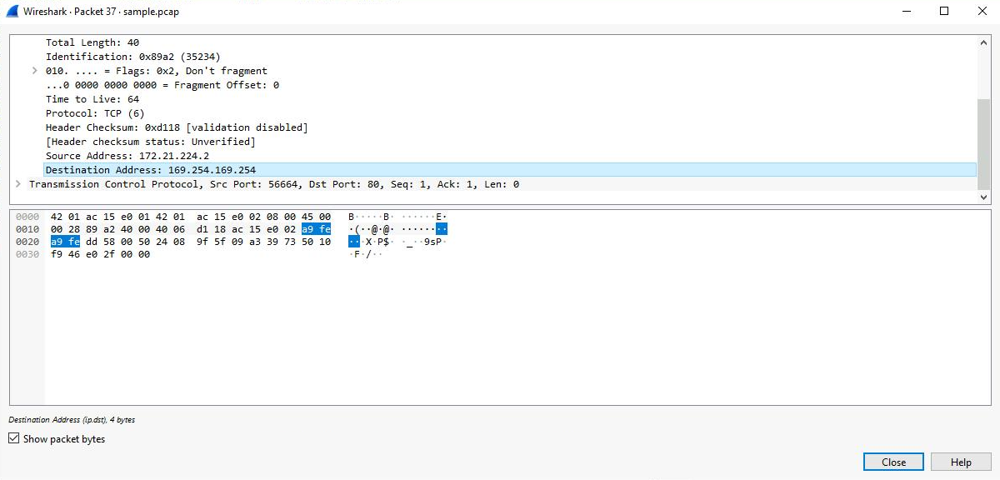 Wireshark · Packet 37 · sample.pcap
Total Length: 40
Identification: 0x89a2 (35234)
010. .... = Flags: 0x2, Don't fragment
...0 0000 0000 0000 = Fragment Offset: 0
Time to Live: 64
Protocol: TCP (6)
Header Checksum: 0xd118 [validation disabled]
[Header checksum status: Unverified]
Source Address: 172.21.224.2
Destination Address: 169.254.169.254
Transmission Control Protocol, Src Port: 56664, Dst Port: 80, Seq: 1, Ack: 1, Len: 0
0000 42 01 ac 15 e0 01 42 01 ac 15 e0 02 08 00 45 00 B·····B· ······E·
0010 00 28 89 a2 40 00 40 06 d1 18 ac 15 e0 02 a9 fe ·(··@·@· ········
0020 a9 fe dd 58 00 50 24 08 9f 5f 09 a3 39 73 50 10 ···X·P$· ·_··9sP·
0030 f9 46 e0 2f 00 00 ·F·/··
Destination Address (ip.dst), 4 bytes
Show packet bytes
Close Help